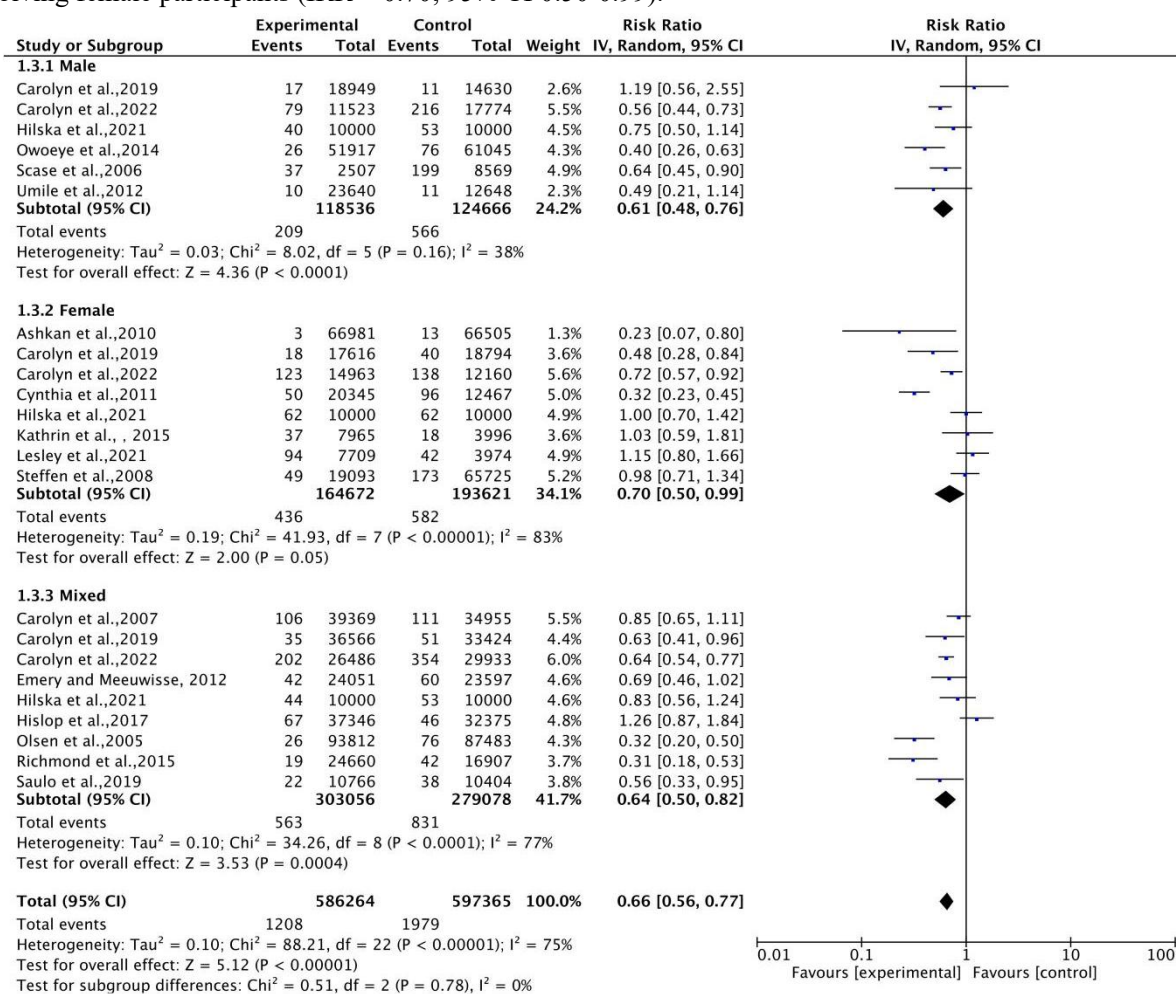 (IRR = 0.70, 95% CI 0.50-0.99).
Experimental Control Risk Ratio Risk Ratio
Study or Subgroup Events Total Events Total Weight IV, Random, 95% CI IV, Random, 95% CI
1.3.1 Male
Carolyn et al.,2019 17 18949 11 14630 2.6% 1.19 [0.56, 2.55]
Carolyn et al.,2022 79 11523 216 17774 5.5% 0.56 [0.44, 0.73]
Hilska et al.,2021 40 10000 53 10000 4.5% 0.75 [0.50, 1.14]
Owoeye et al.,2014 26 51917 76 61045 4.3% 0.40 [0.26, 0.63]
Scase et al.,2006 37 2507 199 8569 4.9% 0.64 [0.45, 0.90]
Umile et al.,2012 10 23640 11 12648 2.3% 0.49 [0.21, 1.14]
Subtotal (95% CI) 118536 124666 24.2% 0.61 [0.48, 0.76]
Total events 209 566
Heterogeneity: Tau² = 0.03; Chi² = 8.02, df = 5 (P = 0.16); I² = 38%
Test for overall effect: Z = 4.36 (P < 0.0001)
1.3.2 Female
Ashkan et al.,2010 3 66981 13 66505 1.3% 0.23 [0.07, 0.80]
Carolyn et al.,2019 18 17616 40 18794 3.6% 0.48 [0.28, 0.84]
Carolyn et al.,2022 123 14963 138 12160 5.6% 0.72 [0.57, 0.92]
Cynthia et al.,2011 50 20345 96 12467 5.0% 0.32 [0.23, 0.45]
Hilska et al.,2021 62 10000 62 10000 4.9% 1.00 [0.70, 1.42]
Kathrin et al., , 2015 37 7965 18 3996 3.6% 1.03 [0.59, 1.81]
Lesley et al.,2021 94 7709 42 3974 4.9% 1.15 [0.80, 1.66]
Steffen et al.,2008 49 19093 173 65725 5.2% 0.98 [0.71, 1.34]
Subtotal (95% CI) 164672 193621 34.1% 0.70 [0.50, 0.99]
Total events 436 582
Heterogeneity: Tau² = 0.19; Chi² = 41.93, df = 7 (P < 0.00001); I² = 83%
Test for overall effect: Z = 2.00 (P = 0.05)
1.3.3 Mixed
Carolyn et al.,2007 106 39369 111 34955 5.5% 0.85 [0.65, 1.11]
Carolyn et al.,2019 35 36566 51 33424 4.4% 0.63 [0.41, 0.96]
Carolyn et al.,2022 202 26486 354 29933 6.0% 0.64 [0.54, 0.77]
Emery and Meeuwisse, 2012 42 24051 60 23597 4.6% 0.69 [0.46, 1.02]
Hilska et al.,2021 44 10000 53 10000 4.6% 0.83 [0.56, 1.24]
Hislop et al.,2017 67 37346 46 32375 4.8% 1.26 [0.87, 1.84]
Olsen et al.,2005 26 93812 76 87483 4.3% 0.32 [0.20, 0.50]
Richmond et al.,2015 19 24660 42 16907 3.7% 0.31 [0.18, 0.53]
Saulo et al.,2019 22 10766 38 10404 3.8% 0.56 [0.33, 0.95]
Subtotal (95% CI) 303056 279078 41.7% 0.64 [0.50, 0.82]
Total events 563 831
Heterogeneity: Tau² = 0.10; Chi² = 34.26, df = 8 (P < 0.0001); I² = 77%
Test for overall effect: Z = 3.53 (P = 0.0004)
Total (95% CI) 586264 597365 100.0% 0.66 [0.56, 0.77]
Total events 1208 1979
Heterogeneity: Tau² = 0.10; Chi² = 88.21, df = 22 (P < 0.00001); I² = 75%
Test for overall effect: Z = 5.12 (P < 0.00001)
Test for subgroup differences: Chi² = 0.51, df = 2 (P = 0.78), I² = 0%
0.01 0.1 1 10 100
Favours [experimental] Favours [control]